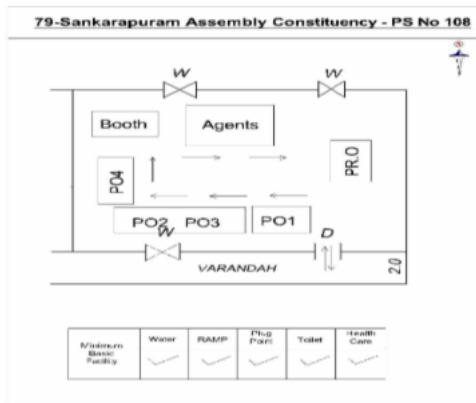 79-Sankarapuram Assembly Constituency - PS No 108
N
W W
Booth Agents
PO4 PR.O
PO2 PO3 PO1
W D
VARANDAH 2.0
Minimum Basic Facility Water RAMP Plug Point Toilet Health Care